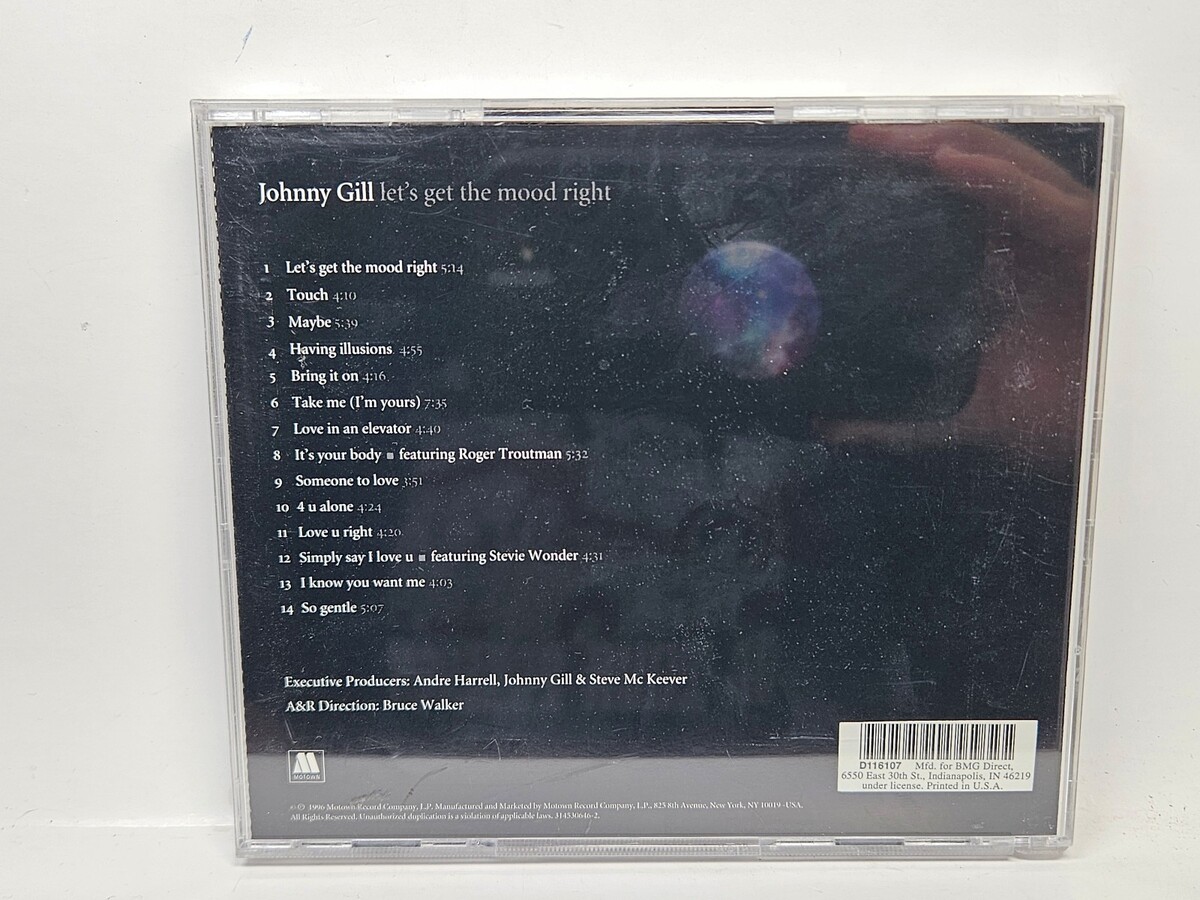 Johnny Gill let's get the mood right
1 Let's get the mood right 5:14
2 Touch 4:10
3 Maybe 5:39
4 Having illusions 4:55
5 Bring it on 4:16
6 Take me (I'm yours) 7:35
7 Love in an elevator 4:40
8 It's your body ▪ featuring Roger Troutman 5:32
9 Someone to love 3:51
10 4 u alone 4:24
11 Love u right 4:20
12 Simply say I love u ▪ featuring Stevie Wonder 4:31
13 I know you want me 4:03
14 So gentle 5:07
Executive Producers: Andre Harrell, Johnny Gill & Steve Mc Keever
A&R Direction: Bruce Walker
M
MOTOWN
D116107 Mfd. for BMG Direct,
6550 East 30th St., Indianapolis, IN 46219
under license. Printed in U.S.A.
℗ © 1996 Motown Record Company, L.P. Manufactured and Marketed by Motown Record Company, L.P., 825 8th Avenue, New York, NY 10019 -USA.
All Rights Reserved. Unauthorized duplication is a violation of applicable laws. 314530646-2.